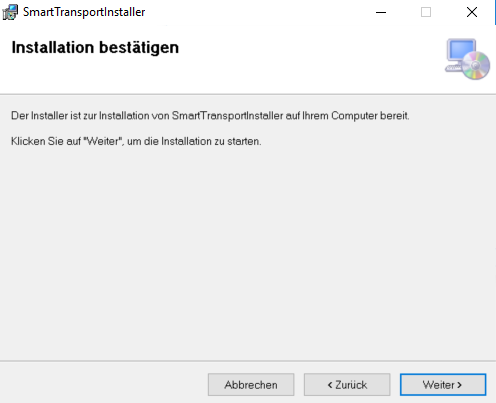 SmartTransportInstaller
Installation bestätigen
Der Installer ist zur Installation von SmartTransportInstaller auf Ihrem Computer bereit.
Klicken Sie auf "Weiter", um die Installation zu starten.
Abbrechen
< Zurück
Weiter >